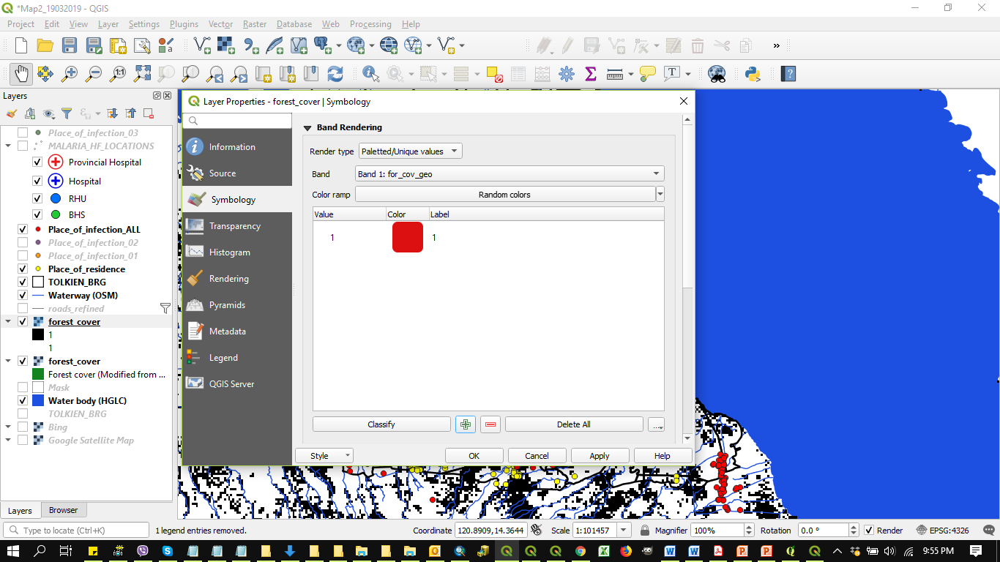 *Map2_19032019 - QGIS
Project Edit View Layer Settings Plugins Vector Raster Database Web Processing Help
Layers
Place_of_infection_03
MALARIA_HF_LOCATIONS
Provincial Hospital
Hospital
RHU
BHS
Place_of_infection_ALL
Place_of_infection_02
Place_of_infection_01
Place_of_residence
TOLKIEN_BRG
Waterway (OSM)
roads_refined
forest_cover
1
1
forest_cover
Forest cover (Modified from ...
Mask
Water body (HGLC)
TOLKIEN_BRG
Bing
Google Satellite Map
Layers Browser
Layer Properties - forest_cover | Symbology
Information
Source
Symbology
Transparency
Histogram
Rendering
Pyramids
Metadata
Legend
QGIS Server
Band Rendering
Render type Paletted/Unique values
Band Band 1: for_cov_geo
Color ramp Random colors
Value Color Label
1 1
Classify Delete All ...
Style OK Cancel Apply Help
Type to locate (Ctrl+K) 1 legend entries removed. Coordinate 120.8909,14.3644 Scale 1:101457 Magnifier 100% Rotation 0.0 ° Render EPSG:4326
9:55 PM